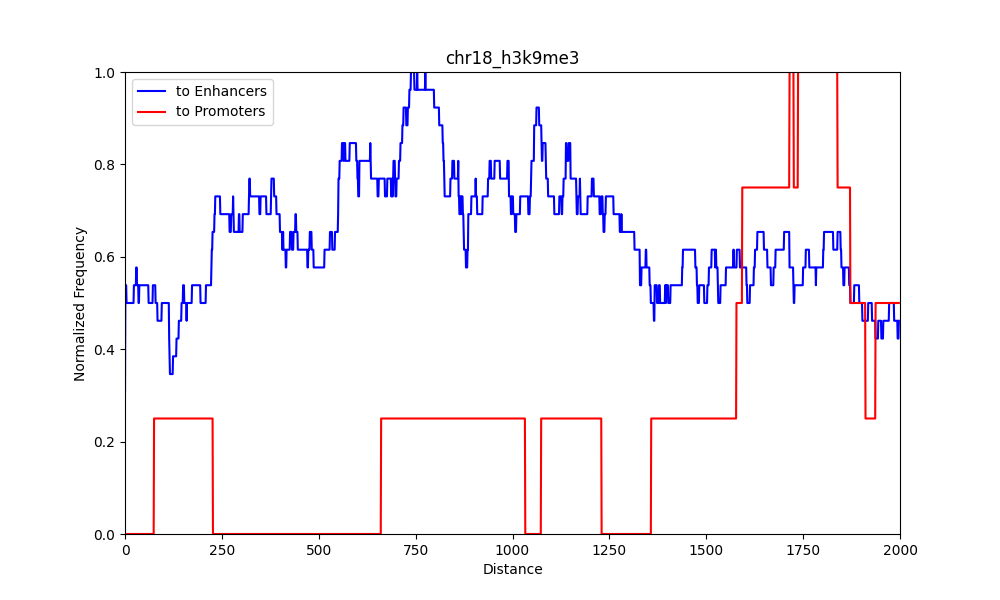 chr18_h3k9me3
to Enhancers
to Promoters
Normalized Frequency
1.0
0.8
0.6
0.4
0.2
0.0
0 250 500 750 1000 1250 1500 1750 2000
Distance